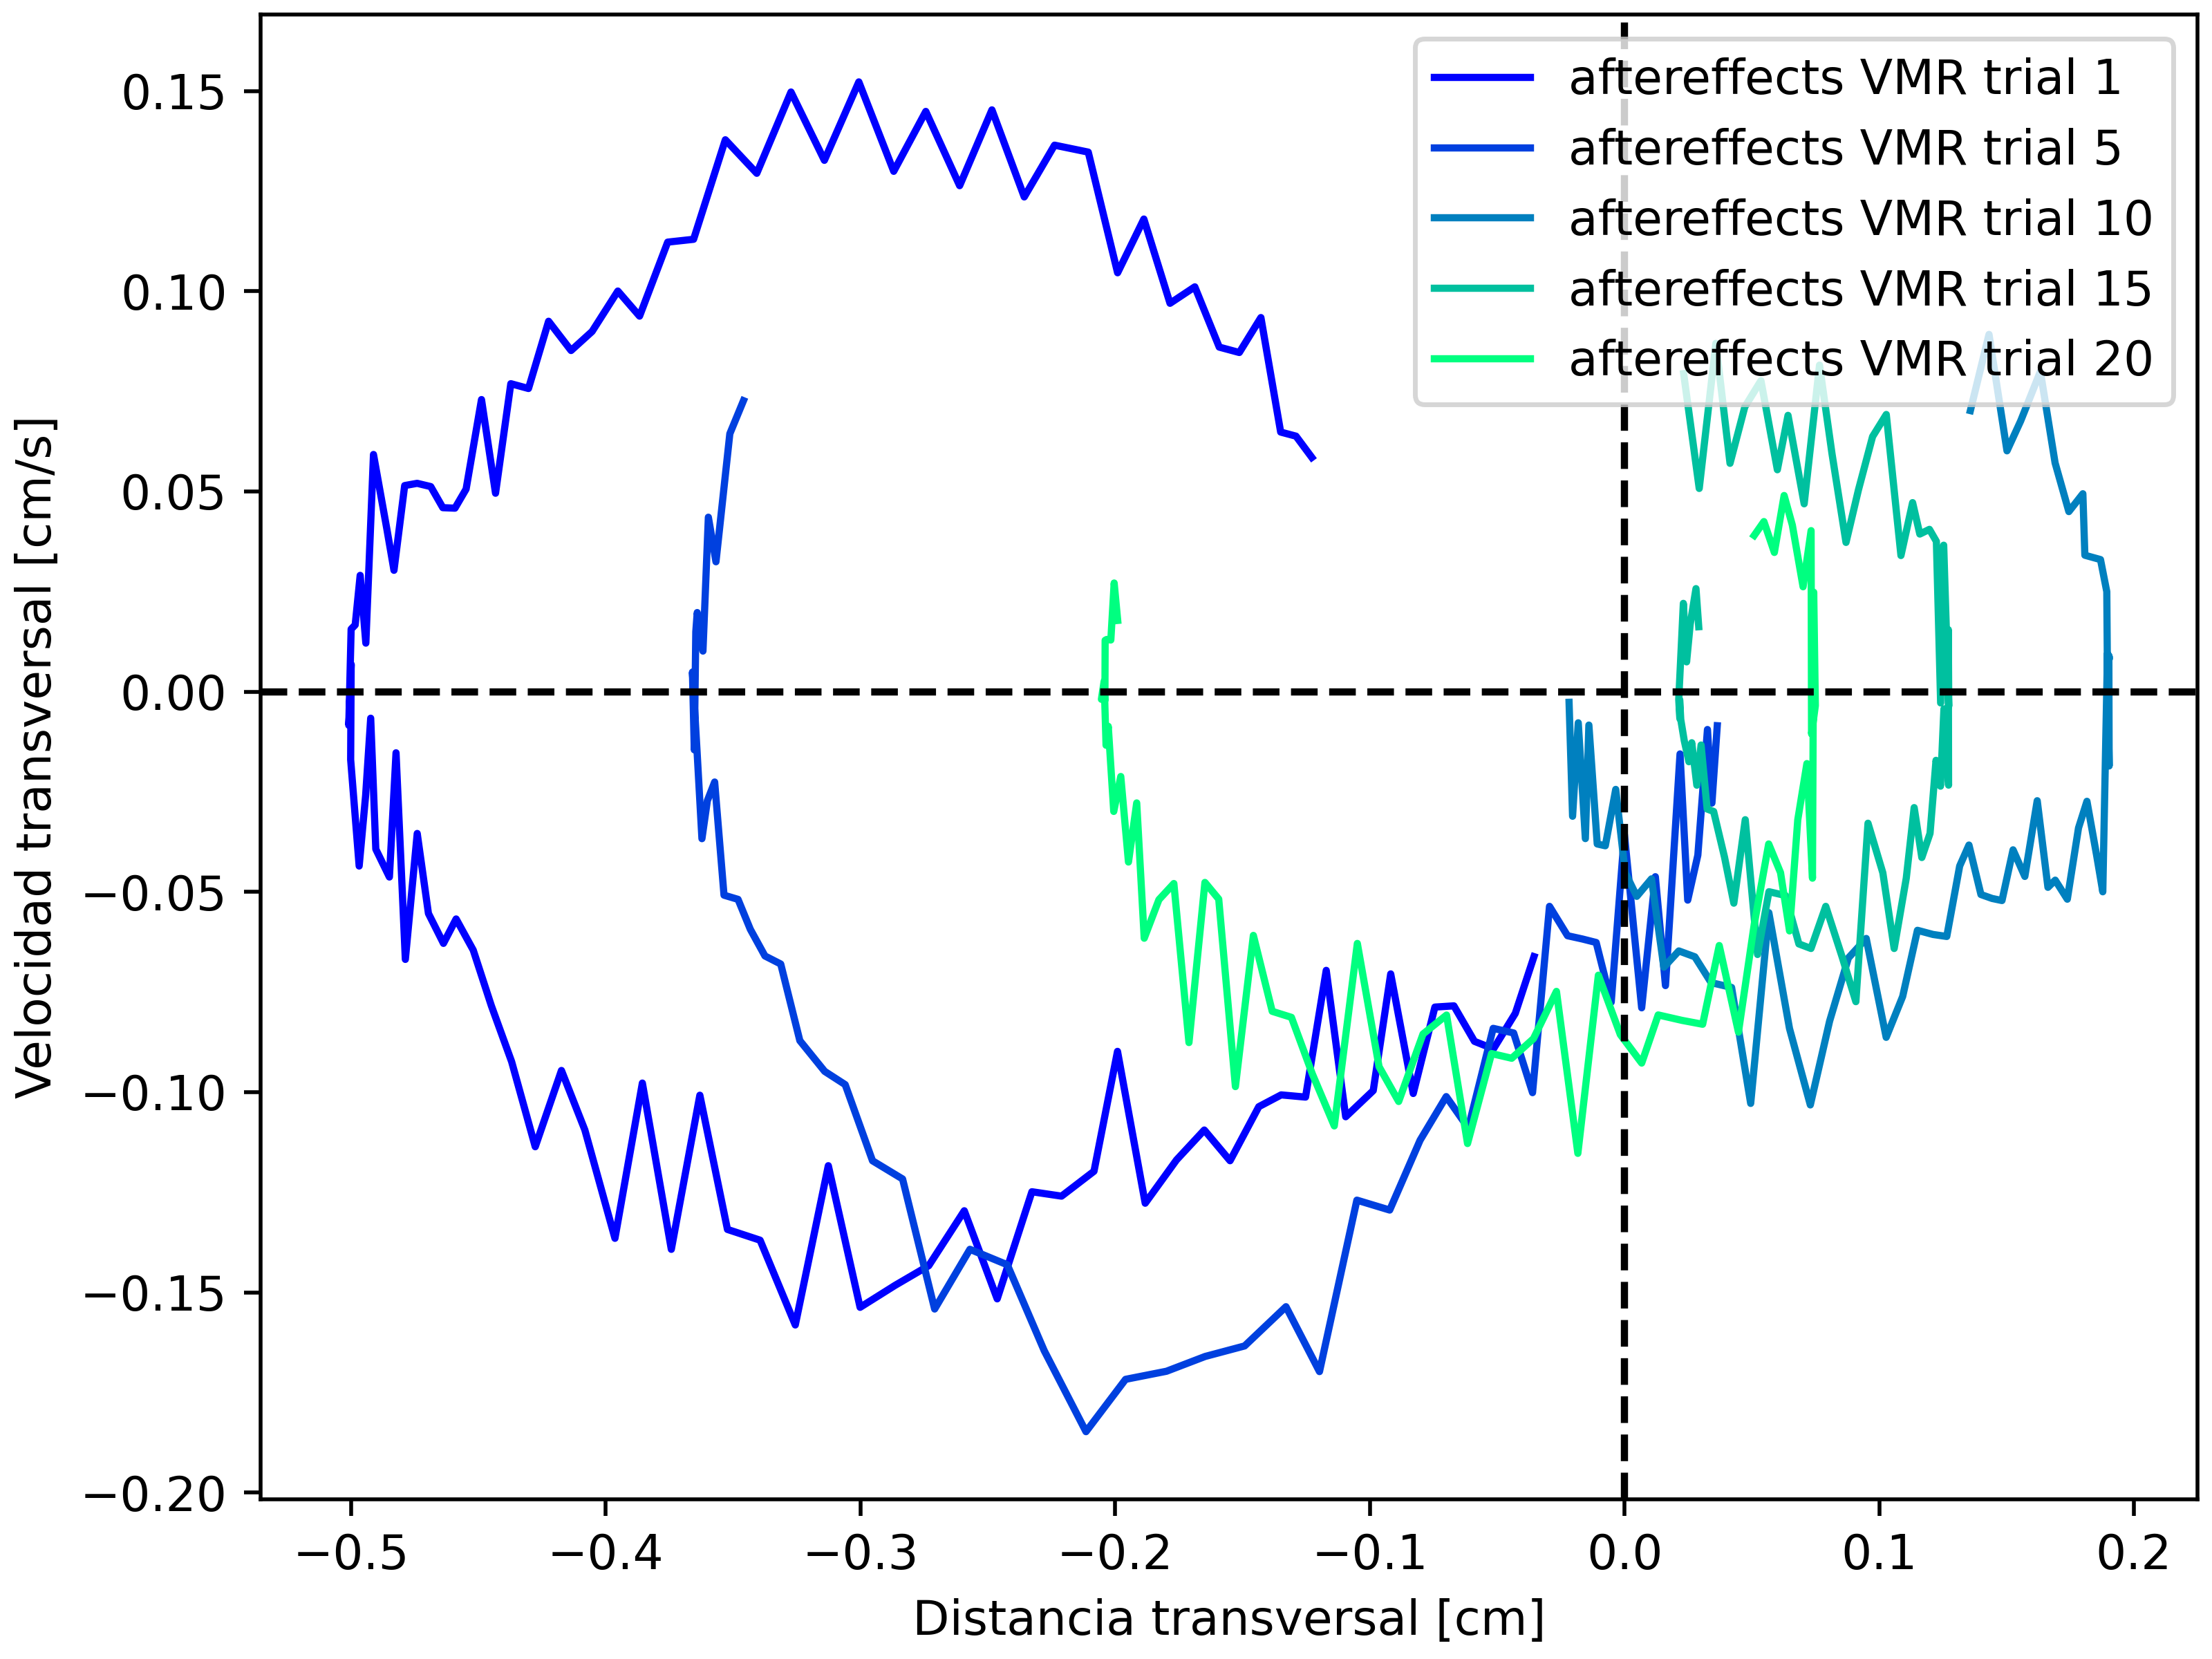 aftereffects VMR trial 1
aftereffects VMR trial 5
aftereffects VMR trial 10
aftereffects VMR trial 15
aftereffects VMR trial 20
Velocidad transversal [cm/s]
0.15
0.10
0.05
0.00
−0.05
−0.10
−0.15
−0.20
−0.5 −0.4 −0.3 −0.2 −0.1 0.0 0.1 0.2
Distancia transversal [cm]